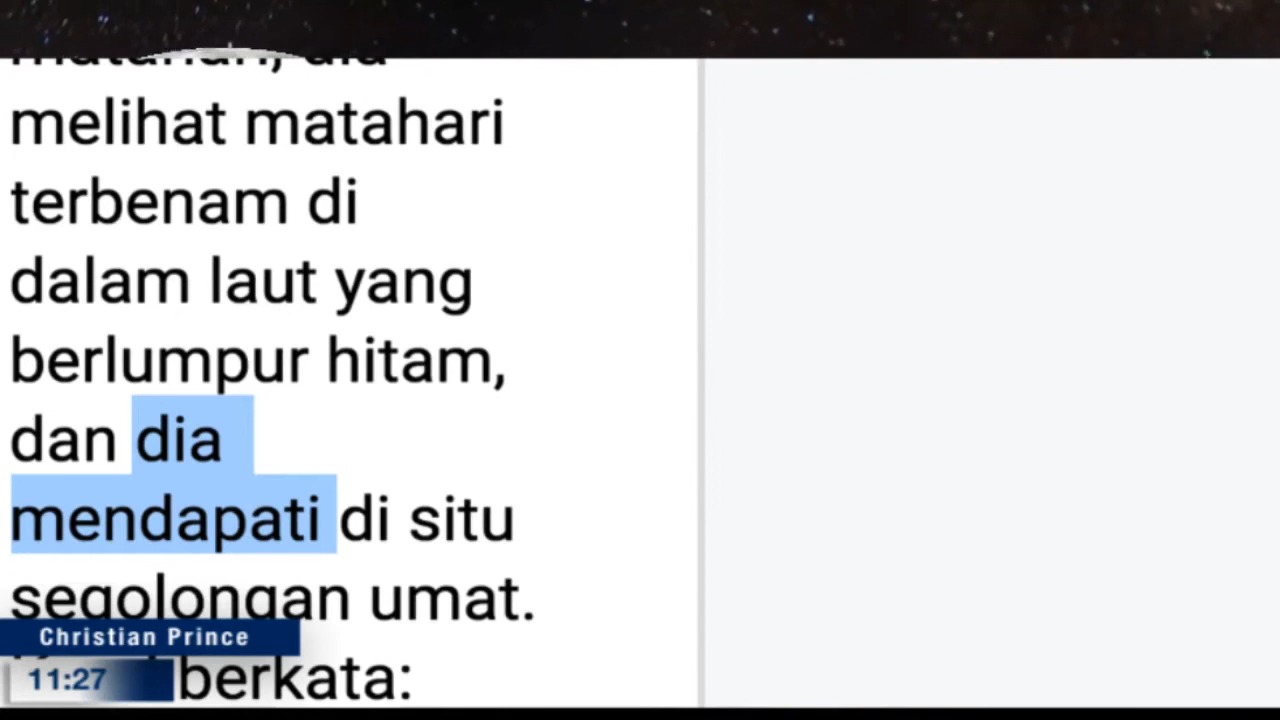 melihat matahari
terbenam di
dalam laut yang
berlumpur hitam,
dan dia
mendapati di situ
segolongan umat.
Christian Prince
11:27
berkata: